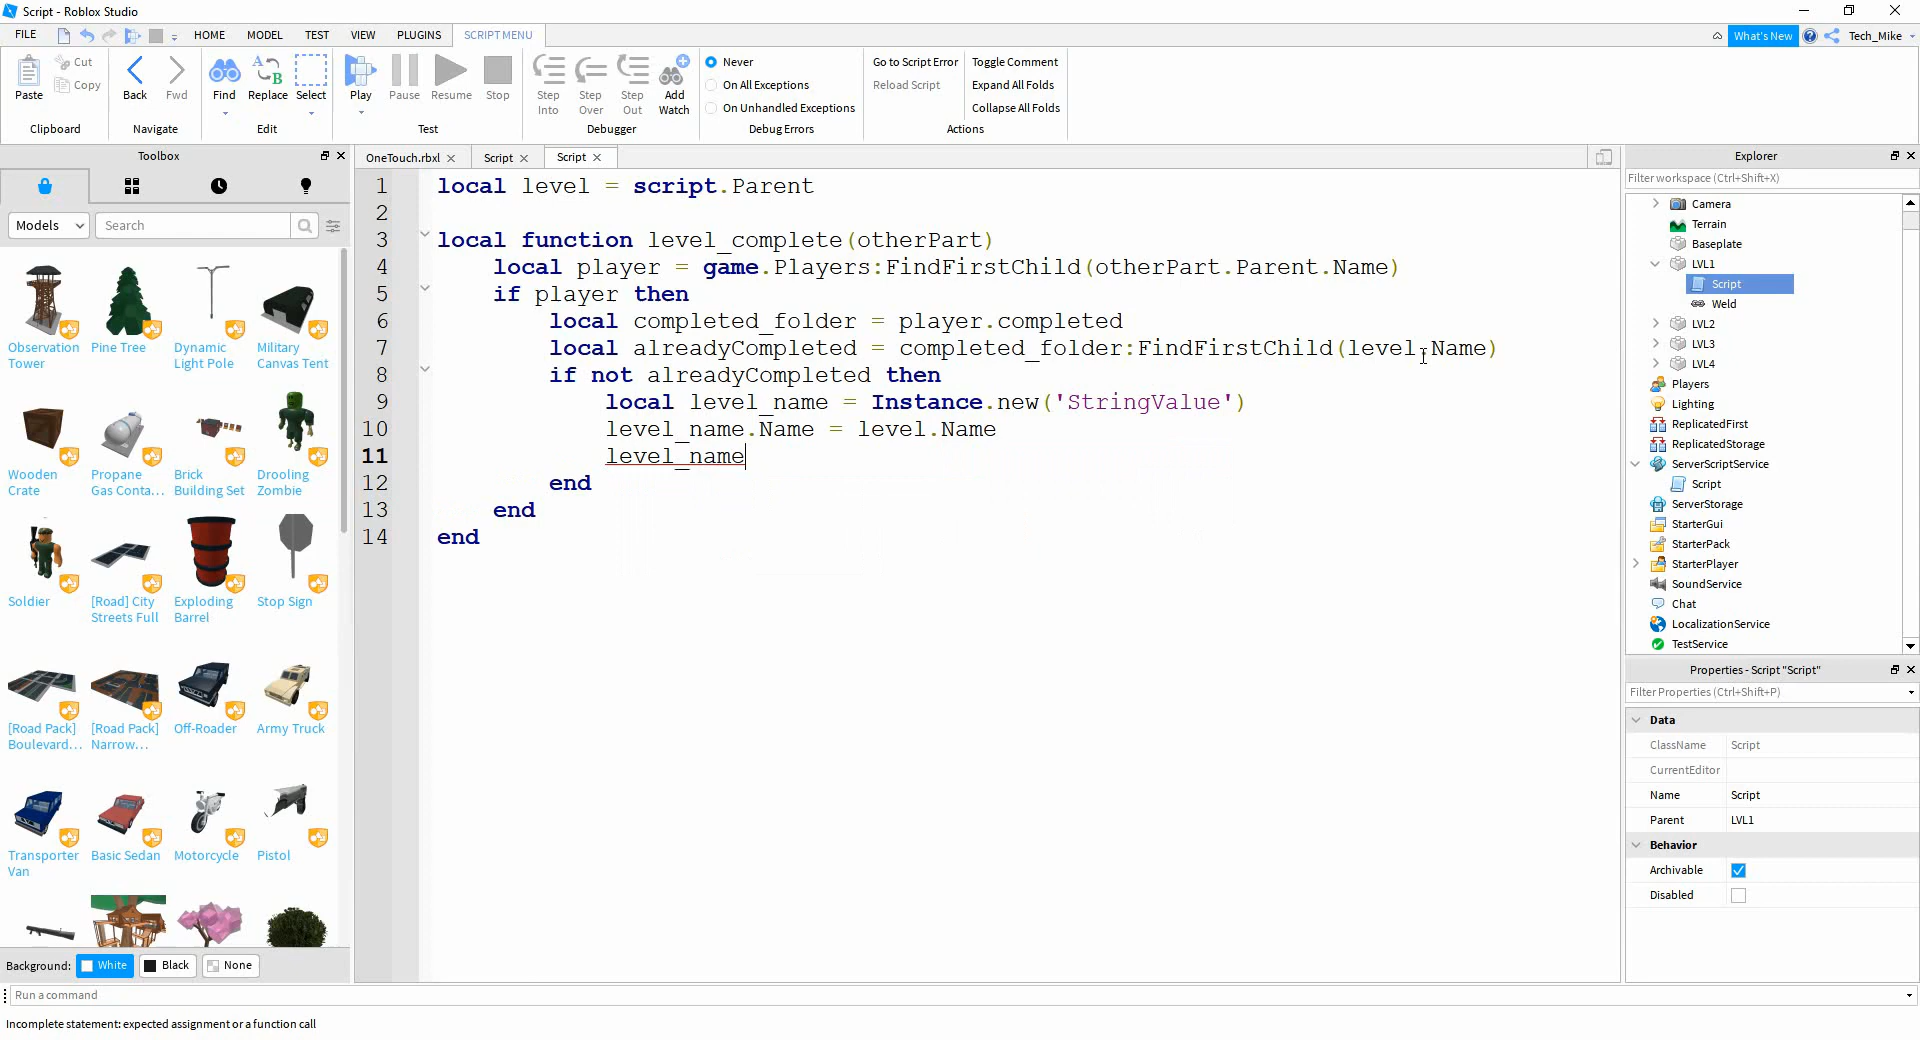 Script - Roblox Studio
FILE HOME MODEL TEST VIEW PLUGINS SCRIPT MENU What's New Tech_Mike
Paste Cut Copy
Clipboard
Back Fwd
Navigate
Find Replace Select
Edit
Play Pause Resume Stop
Test
Step Into Step Over Step Out Add Watch
Debugger
Never
On All Exceptions
On Unhandled Exceptions
Debug Errors
Go to Script Error Toggle Comment
Reload Script Expand All Folds
Collapse All Folds
Actions
Toolbox
Models Search
Observation Tower
Pine Tree
Dynamic Light Pole
Military Canvas Tent
Wooden Crate
Propane Gas Conta...
Brick Building Set
Drooling Zombie
Soldier
[Road] City Streets Full
Exploding Barrel
Stop Sign
[Road Pack] Boulevard...
[Road Pack] Narrow...
Off-Roader
Army Truck
Transporter Van
Basic Sedan
Motorcycle
Pistol
Background: White Black None
OneTouch.rbxl Script Script
1 local level = script.Parent
2
3 local function level_complete(otherPart)
4 local player = game.Players:FindFirstChild(otherPart.Parent.Name)
5 if player then
6 local completed_folder = player.completed
7 local alreadyCompleted = completed_folder:FindFirstChild(level.Name)
8 if not alreadyCompleted then
9 local level_name = Instance.new('StringValue')
10 level_name.Name = level.Name
11 level_name
12 end
13 end
14 end
Explorer
Filter workspace (Ctrl+Shift+X)
Camera
Terrain
Baseplate
LVL1
Script
Weld
LVL2
LVL3
LVL4
Players
Lighting
ReplicatedFirst
ReplicatedStorage
ServerScriptService
Script
ServerStorage
StarterGui
StarterPack
StarterPlayer
SoundService
Chat
LocalizationService
TestService
Properties - Script "Script"
Filter Properties (Ctrl+Shift+P)
Data
ClassName Script
CurrentEditor
Name Script
Parent LVL1
Behavior
Archivable
Disabled
Run a command
Incomplete statement: expected assignment or a function call